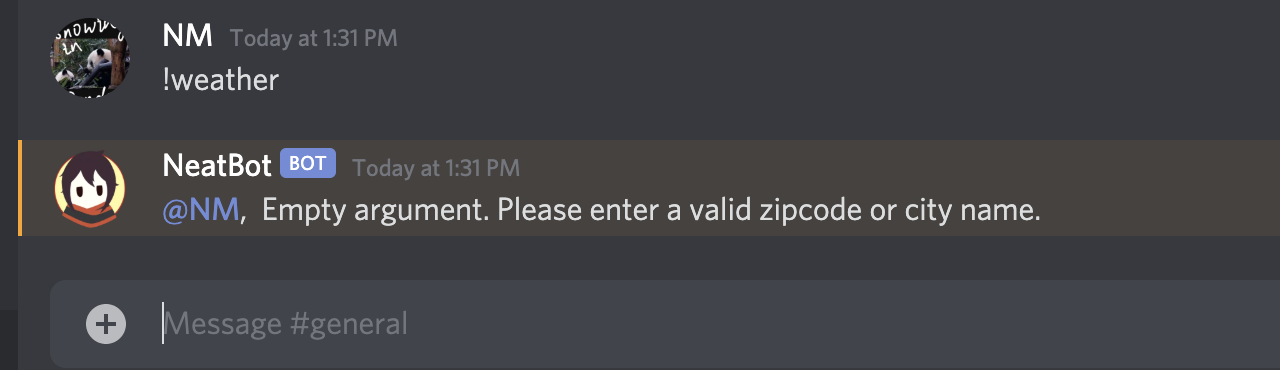 NM Today at 1:31 PM
!weather
NeatBot BOT Today at 1:31 PM
@NM, Empty argument. Please enter a valid zipcode or city name.
Message #general